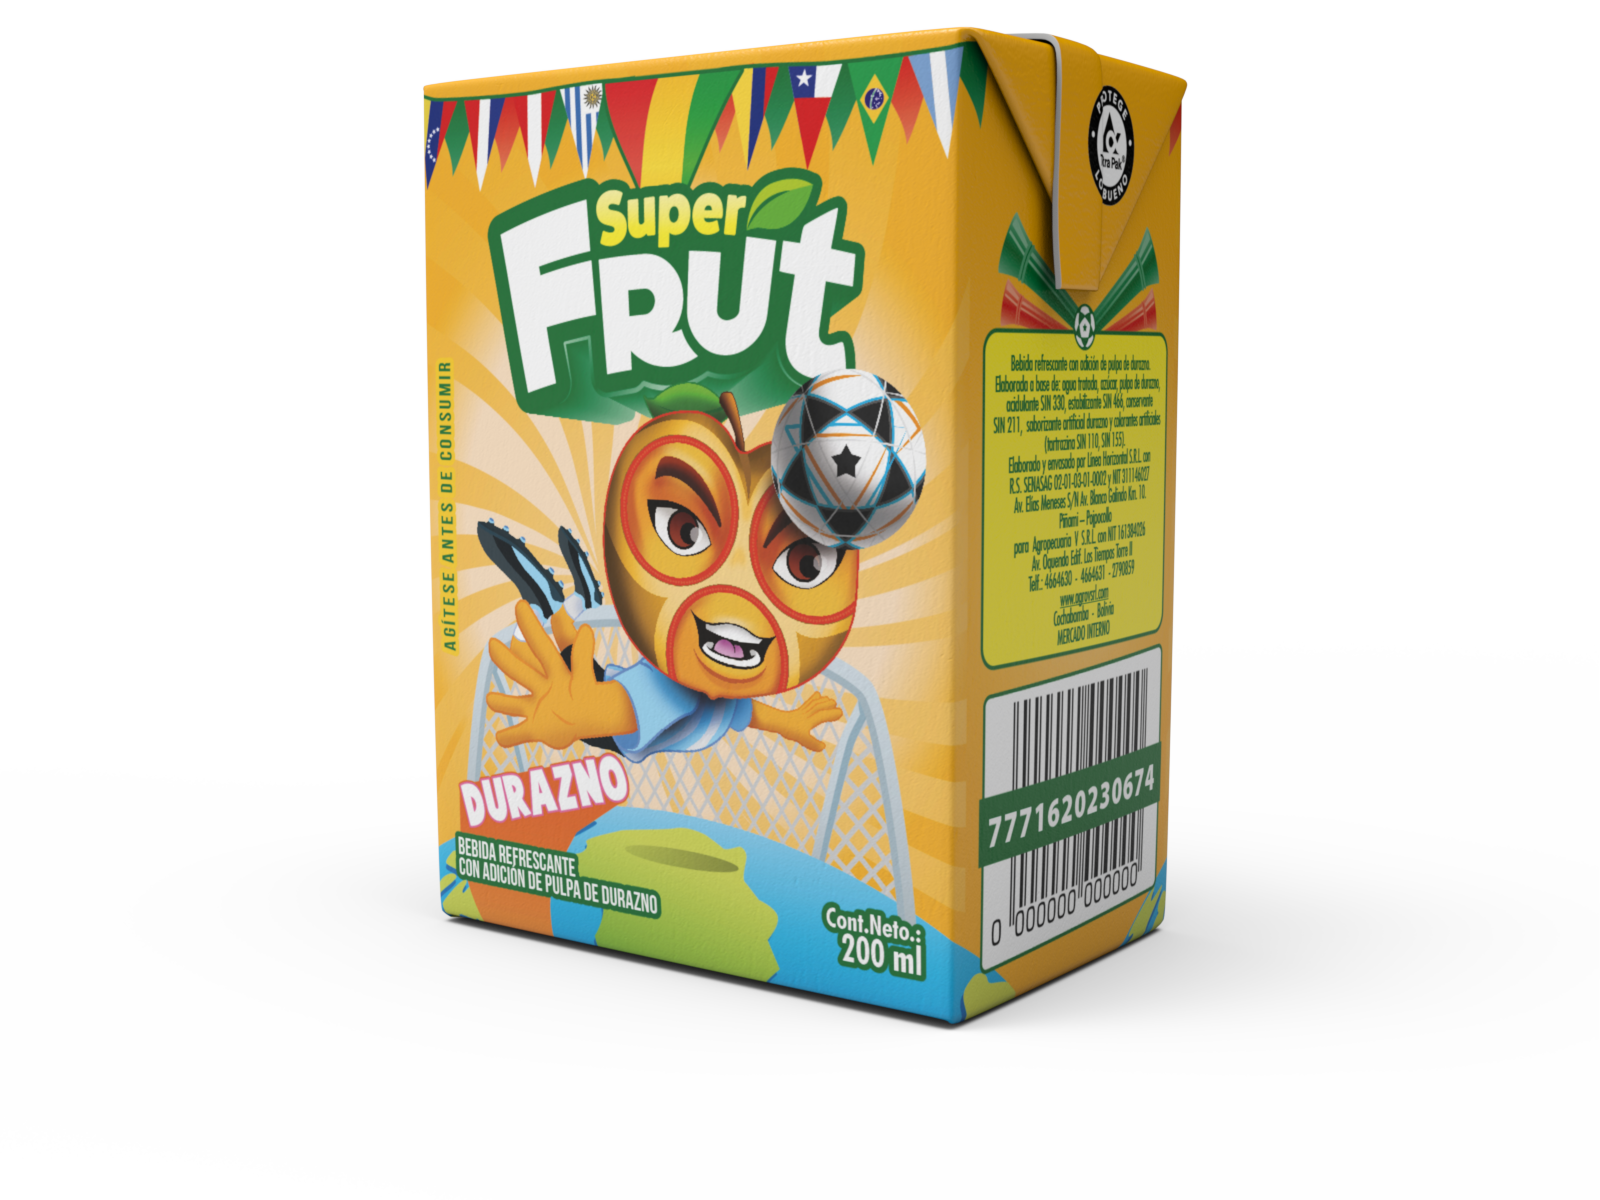 Super
FRUt
AGÍTESE ANTES DE CONSUMIR
DURAZNO
BEBIDA REFRESCANTE
CON ADICIÓN DE PULPA DE DURAZNO
Cont.Neto.:
200 ml
PROTEGE
LO BUENO
Tetra Pak®
Bebida refrescante con adición de pulpa de durazno.
Elaborada a base de: agua tratada, azúcar, pulpa de durazno,
acidulante SIN 330, estabilizante SIN 466, conservante
SIN 211, saborizante artificial durazno y colorantes artificiales
(tartrazina SIN 110, SIN 155).
Elaborado y envasado por Linea Horizontal S.R.L. con
R.S. SENASAG 02-01-03-01-0002 y NIT 311146027
Av. Elías Meneses S/N Av. Blanco Galindo Km. 10.
Piñami – Pojpocollo
para Agropecuaria V S.R.L. con NIT 161384026
Av. Oquendo Edif. Los Tiempos Torre II
Telf.: 4664630 - 4664631 - 2790859
www.agrovsrl.com
Cochabamba - Bolivia
MERCADO INTERNO
7771620230674
0 000000 000000